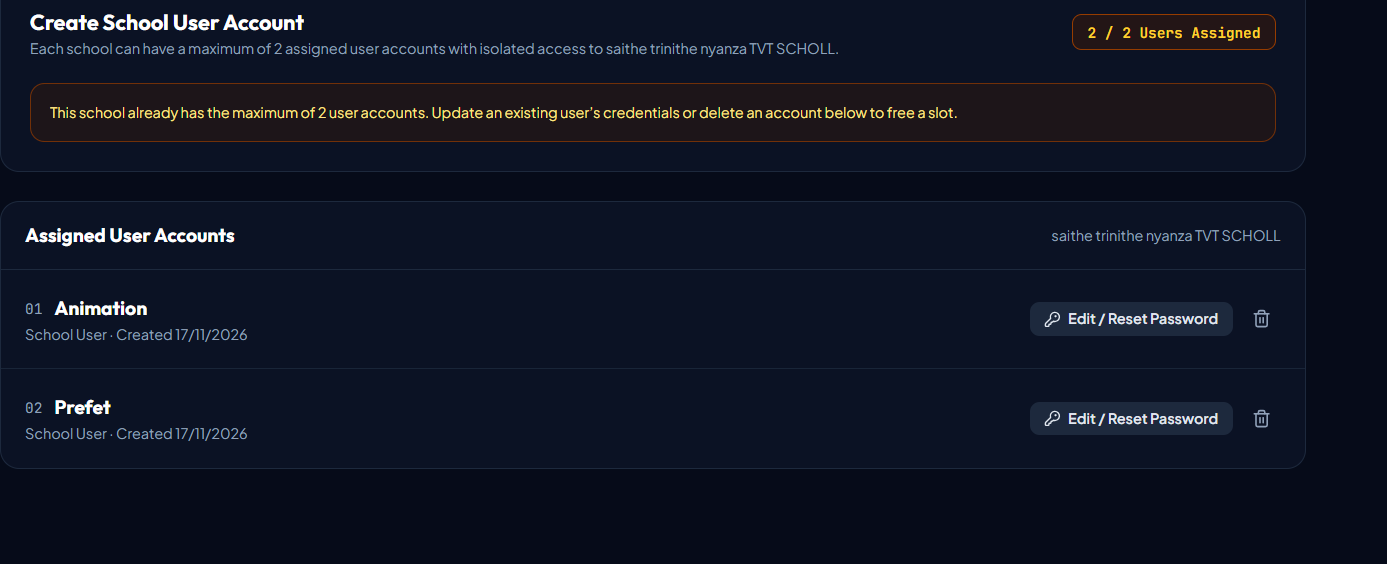 Create School User Account
2 / 2 Users Assigned
Each school can have a maximum of 2 assigned user accounts with isolated access to saithe trinithe nyanza TVT SCHOLL.
This school already has the maximum of 2 user accounts. Update an existing user's credentials or delete an account below to free a slot.
Assigned User Accounts
saithe trinithe nyanza TVT SCHOLL
01 Animation
School User · Created 17/11/2026
Edit / Reset Password
02 Prefet
School User · Created 17/11/2026
Edit / Reset Password